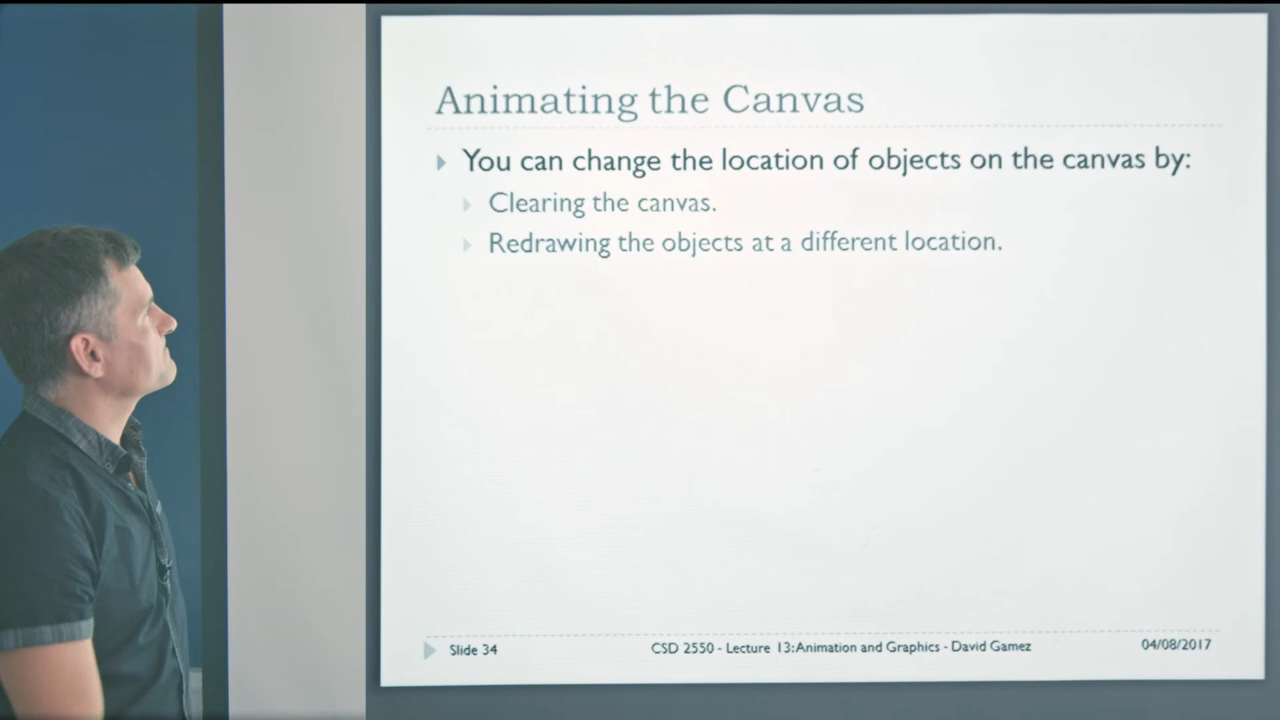 Animating the Canvas
You can change the location of objects on the canvas by:
Clearing the canvas.
Redrawing the objects at a different location.
Slide 34
CSD 2550 - Lecture 13:Animation and Graphics - David Gamez
04/08/2017